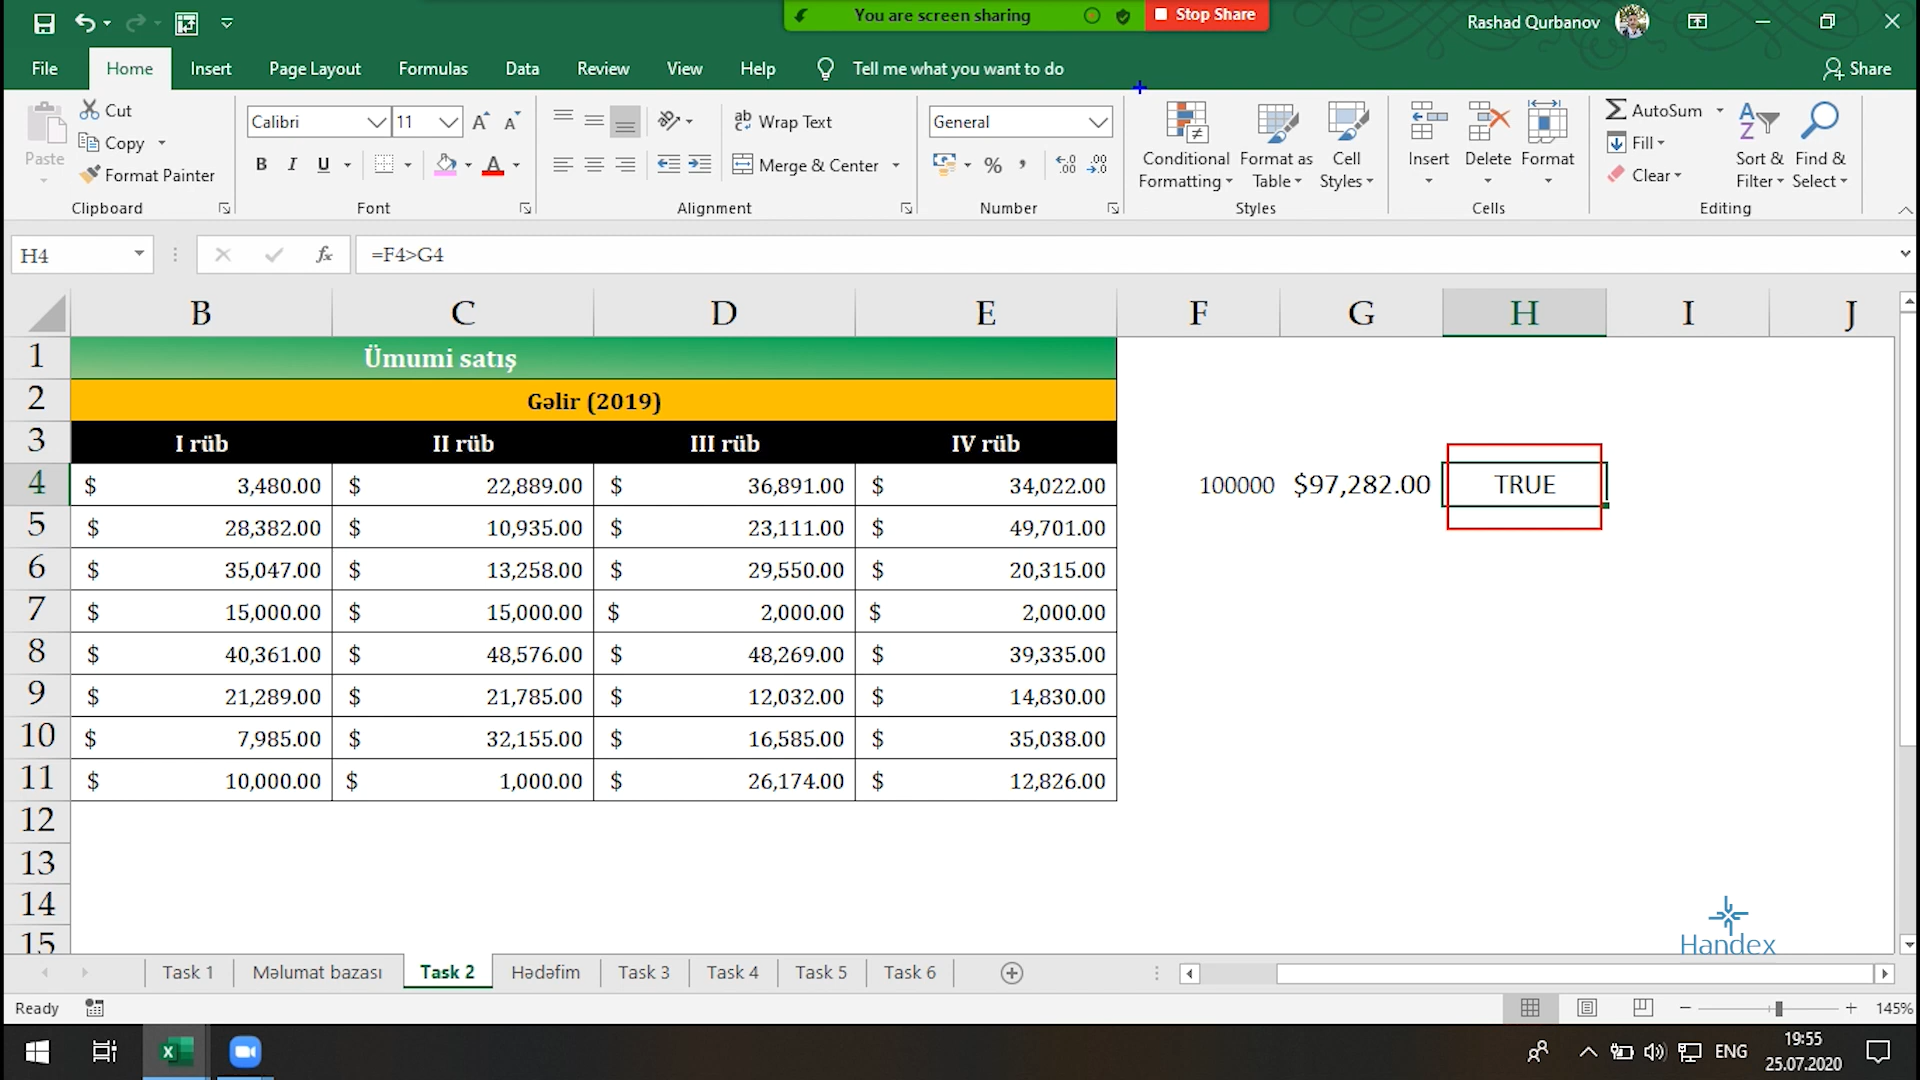 You are screen sharing
Stop Share
Rashad Qurbanov
File Home Insert Page Layout Formulas Data Review View Help Tell me what you want to do Share
Paste
Cut
Copy
Format Painter
Clipboard
Calibri 11
B I U
Font
Wrap Text
Merge & Center
Alignment
General
Number
Conditional Formatting
Format as Table
Cell Styles
Styles
Insert
Delete
Format
Cells
AutoSum
Fill
Clear
Sort & Filter
Find & Select
Editing
H4 fx =F4>G4
B C D E F G H I J
1 Ümumi satış
2 Gəlir (2019)
3 I rüb II rüb III rüb IV rüb
4 $ 3,480.00 $ 22,889.00 $ 36,891.00 $ 34,022.00 100000 $97,282.00 TRUE
5 $ 28,382.00 $ 10,935.00 $ 23,111.00 $ 49,701.00
6 $ 35,047.00 $ 13,258.00 $ 29,550.00 $ 20,315.00
7 $ 15,000.00 $ 15,000.00 $ 2,000.00 $ 2,000.00
8 $ 40,361.00 $ 48,576.00 $ 48,269.00 $ 39,335.00
9 $ 21,289.00 $ 21,785.00 $ 12,032.00 $ 14,830.00
10 $ 7,985.00 $ 32,155.00 $ 16,585.00 $ 35,038.00
11 $ 10,000.00 $ 1,000.00 $ 26,174.00 $ 12,826.00
12
13
14
15
Handex
Task 1 Məlumat bazası Task 2 Hədəfim Task 3 Task 4 Task 5 Task 6
Ready 145%
ENG
19:55
25.07.2020